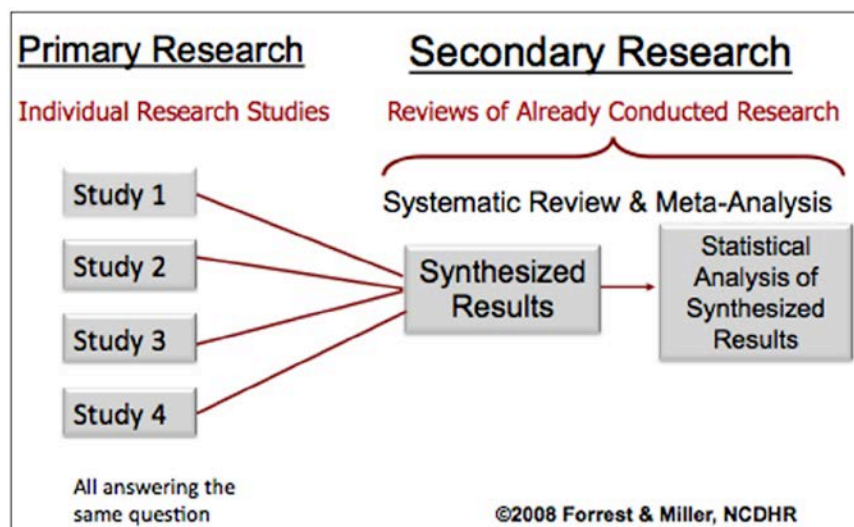 Primary Research
Individual Research Studies
Study 1
Study 2
Study 3
Study 4
All answering the
same question
Secondary Research
Reviews of Already Conducted Research
Systematic Review & Meta-Analysis
Synthesized
Results
Statistical
Analysis of
Synthesized
Results
©2008 Forrest & Miller, NCDHR